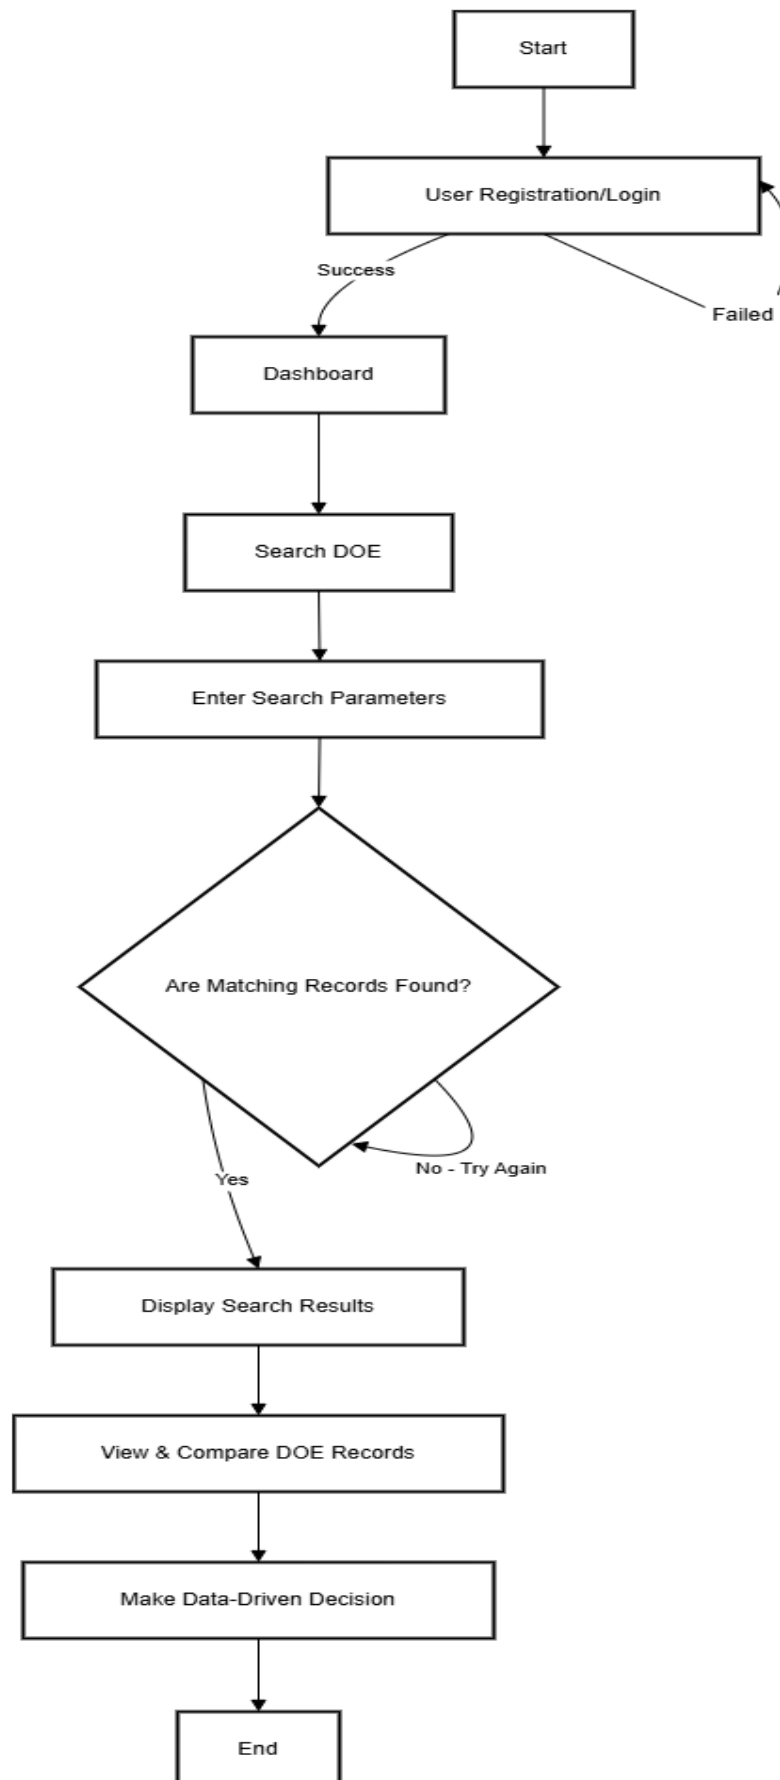 Start
User Registration/Login
Success
Failed
Dashboard
Search DOE
Enter Search Parameters
Are Matching Records Found?
No - Try Again
Yes
Display Search Results
View & Compare DOE Records
Make Data-Driven Decision
End